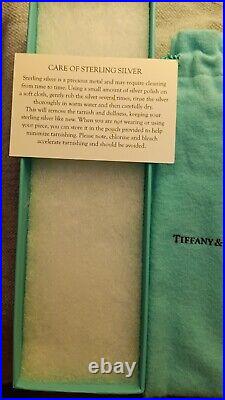 CARE OF STERLING SILVER
Sterling silver is a precious metal and may require cleaning
from time to time. Using a small amount of silver polish on
a soft cloth, gently rub the silver several times, rinse the silver
thoroughly in warm water and then carefully dry.
This will remove the tarnish and dullness, keeping your
sterling silver like new. When you are not wearing or using
your piece, you can store it in the pouch provided to help
minimize tarnishing. Please note, chlorine and bleach
accelerate tarnishing and should be avoided.
TIFFANY &
www.withgold.net